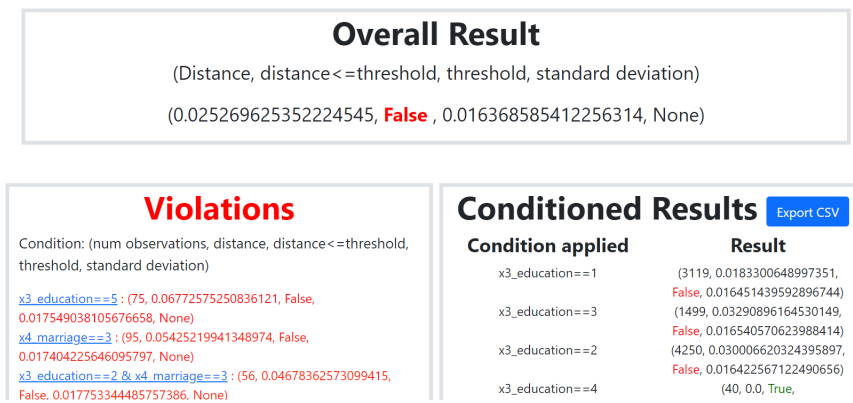 Overall Result
(Distance, distance<=threshold, threshold, standard deviation)
(0.025269625352224545, False , 0.016368585412256314, None)
Violations
Condition: (num observations, distance, distance<=threshold,
threshold, standard deviation)
x3_education==5 : (75, 0.06772575250836121, False,
0.017549038105676658, None)
x4_marriage==3 : (95, 0.05425219941348974, False,
0.017404225646095797, None)
x3_education==2 & x4_marriage==3 : (56, 0.04678362573099415,
False, 0.017753344485757386, None)
Conditioned Results
Export CSV
Condition applied
Result
x3_education==1
(3119, 0.0183300648997351,
False, 0.016451439592896744)
x3_education==3
(1499, 0.03290896164530149,
False, 0.016540570623988414)
x3_education==2
(4250, 0.030006620324395897,
False, 0.016422567122490656)
x3_education==4
(40, 0.0, True,